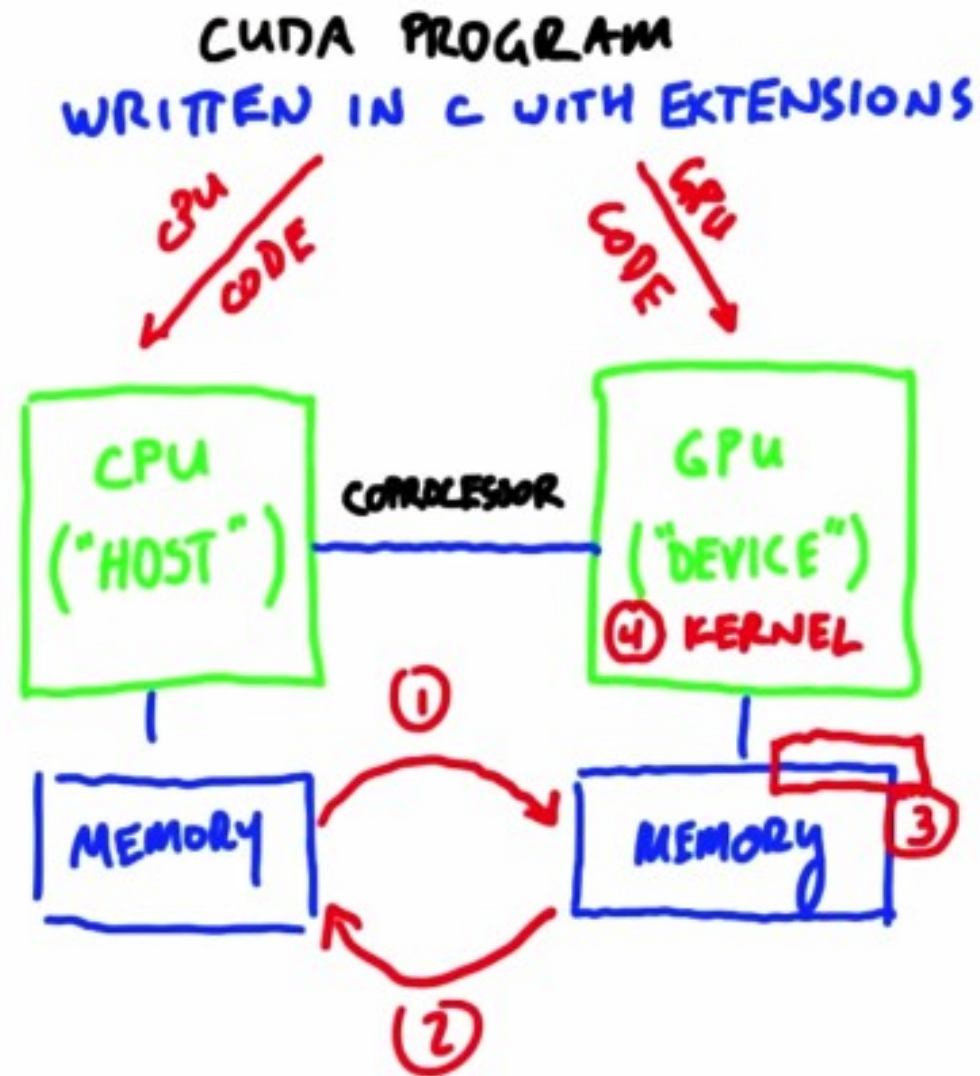 CUDA PROGRAM
WRITTEN IN C WITH EXTENSIONS
CPU
CODE
GPU
CODE
CPU
("HOST")
COPROCESSOR
GPU
("DEVICE")
4 KERNEL
1
MEMORY
MEMORY
3
2